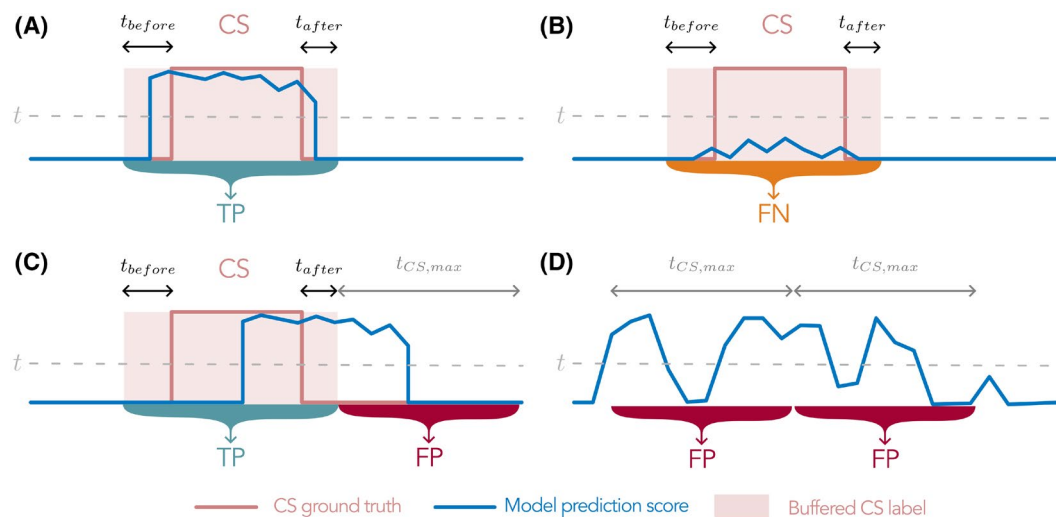 (A) t_before CS t_after
t
TP
(B) t_before CS t_after
t
FN
(C) t_before CS t_after t_CS,max
t
TP FP
(D) t_CS,max t_CS,max
t
FP FP
CS ground truth Model prediction score Buffered CS label